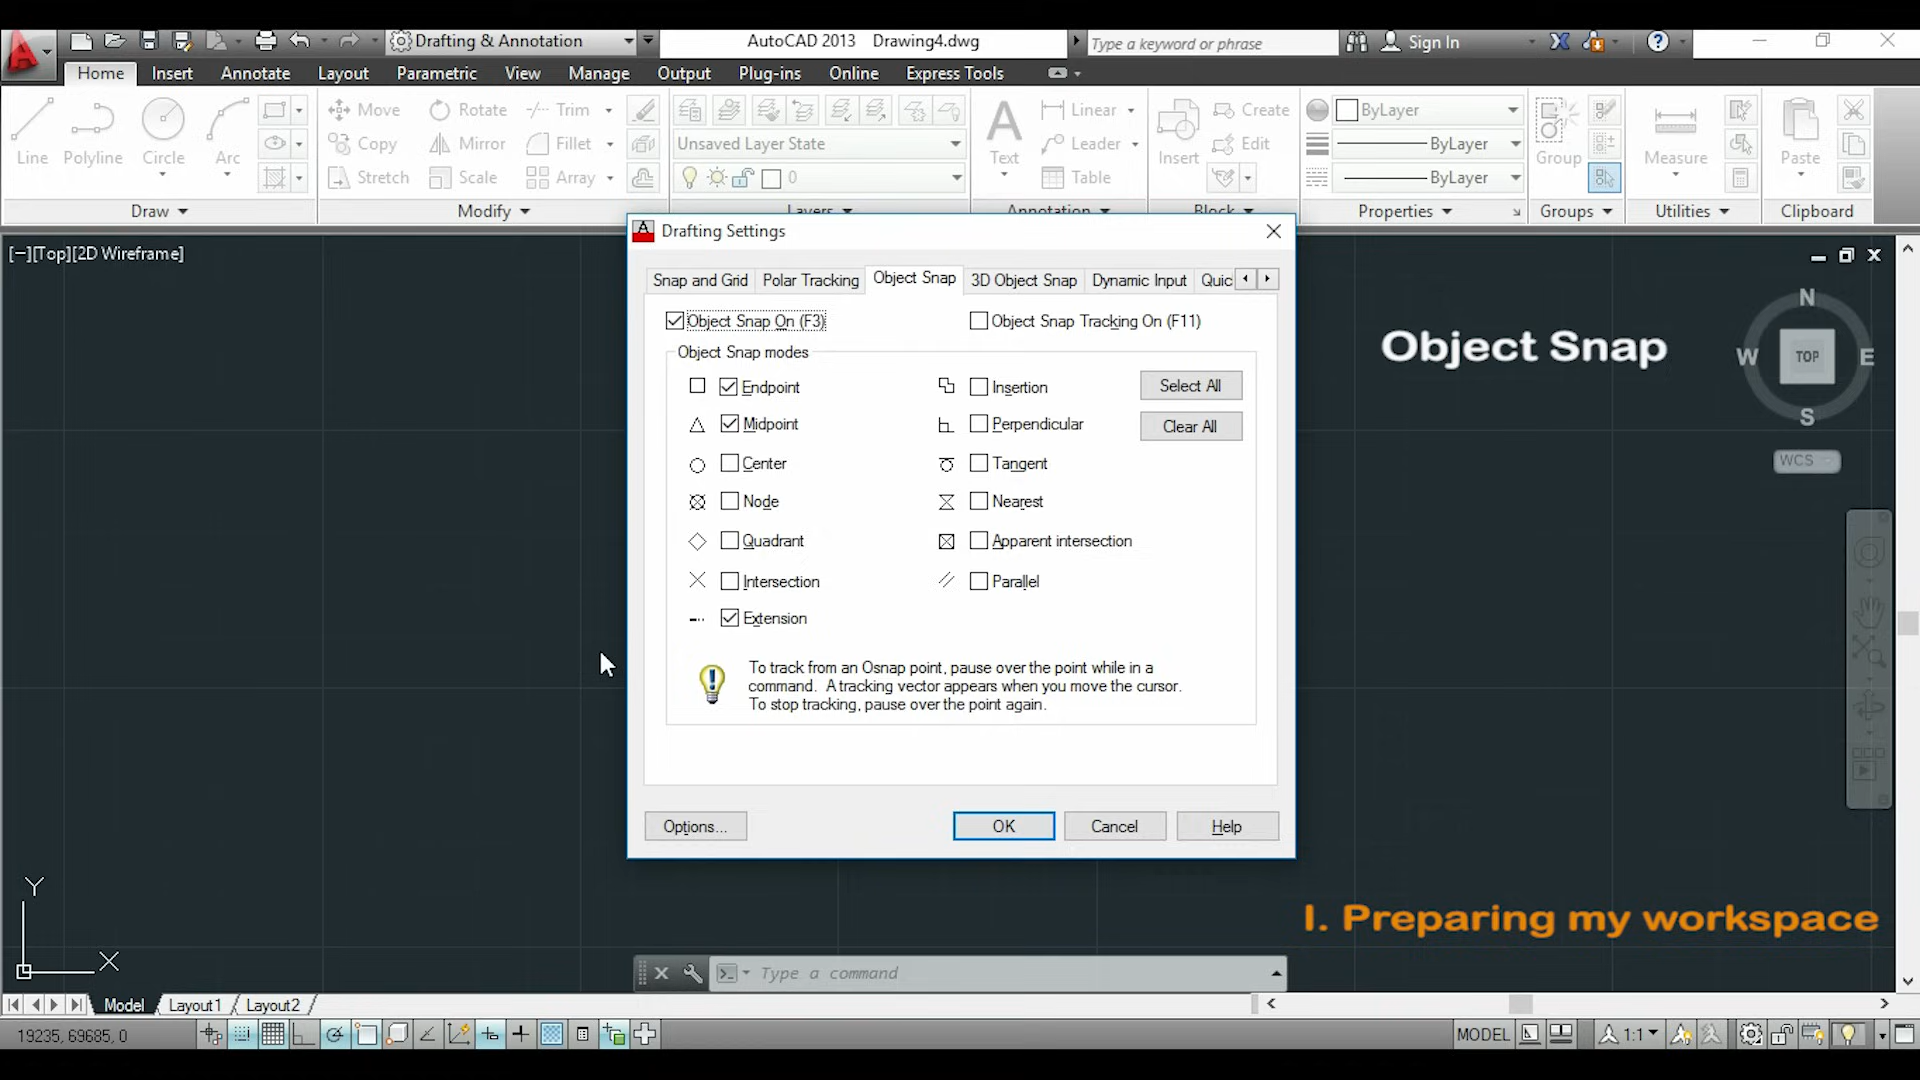 Drafting & Annotation
AutoCAD 2013 Drawing4.dwg
Type a keyword or phrase
Sign In
Home Insert Annotate Layout Parametric View Manage Output Plug-ins Online Express Tools
Line Polyline Circle Arc
Move Rotate Trim
Copy Mirror Fillet
Stretch Scale Array
Unsaved Layer State
0
Text
Linear
Leader
Table
Insert
Create
Edit
ByLayer
ByLayer
ByLayer
Group
Measure
Paste
Draw Modify Layers Annotation Block Properties Groups Utilities Clipboard
[−][Top][2D Wireframe]
Drafting Settings
Snap and Grid Polar Tracking Object Snap 3D Object Snap Dynamic Input Quic
Object Snap On (F3) Object Snap Tracking On (F11)
Object Snap modes
Endpoint Insertion Select All
Midpoint Perpendicular Clear All
Center Tangent
Node Nearest
Quadrant Apparent intersection
Intersection Parallel
Extension
To track from an Osnap point, pause over the point while in a
command. A tracking vector appears when you move the cursor.
To stop tracking, pause over the point again.
Options... OK Cancel Help
Object Snap
N
W TOP E
S
WCS
I. Preparing my workspace
Y
X
Type a command
Model Layout1 Layout2
19235, 69685, 0
MODEL 1:1